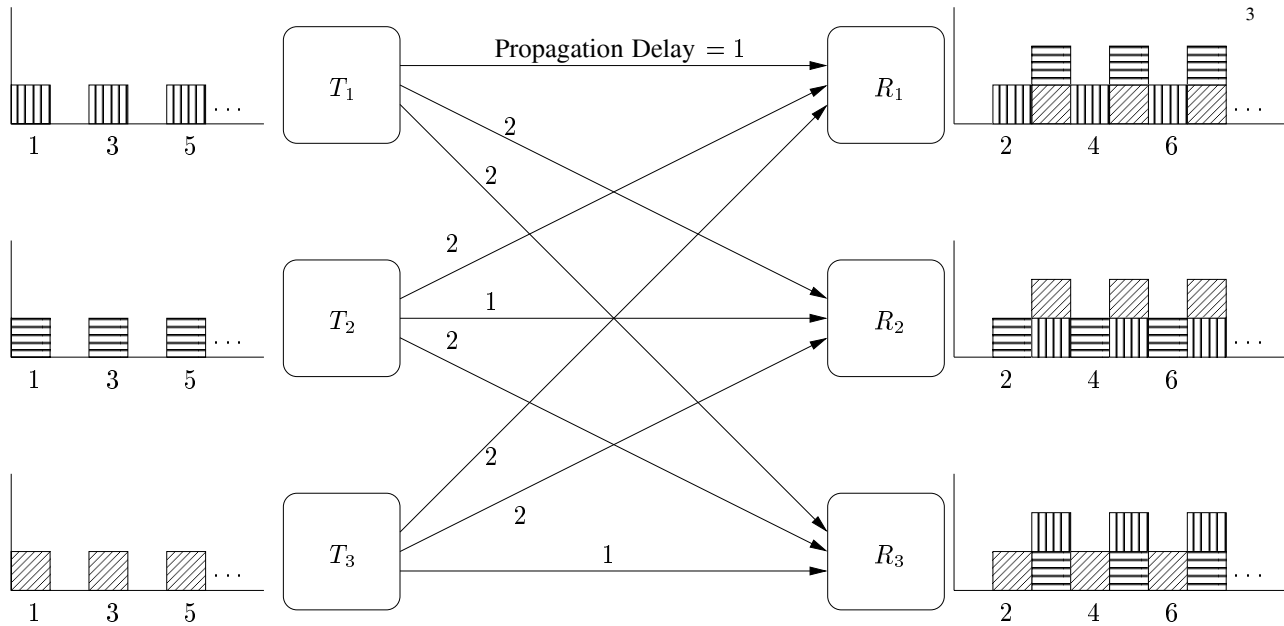 3
Propagation Delay = 1
T₁
R₁
. . .
. . .
1 3 5
2 4 6
2
2
2
T₂
R₂
1
. . .
. . .
2
1 3 5
2 4 6
2
2
T₃
R₃
1
. . .
. . .
1 3 5
2 4 6